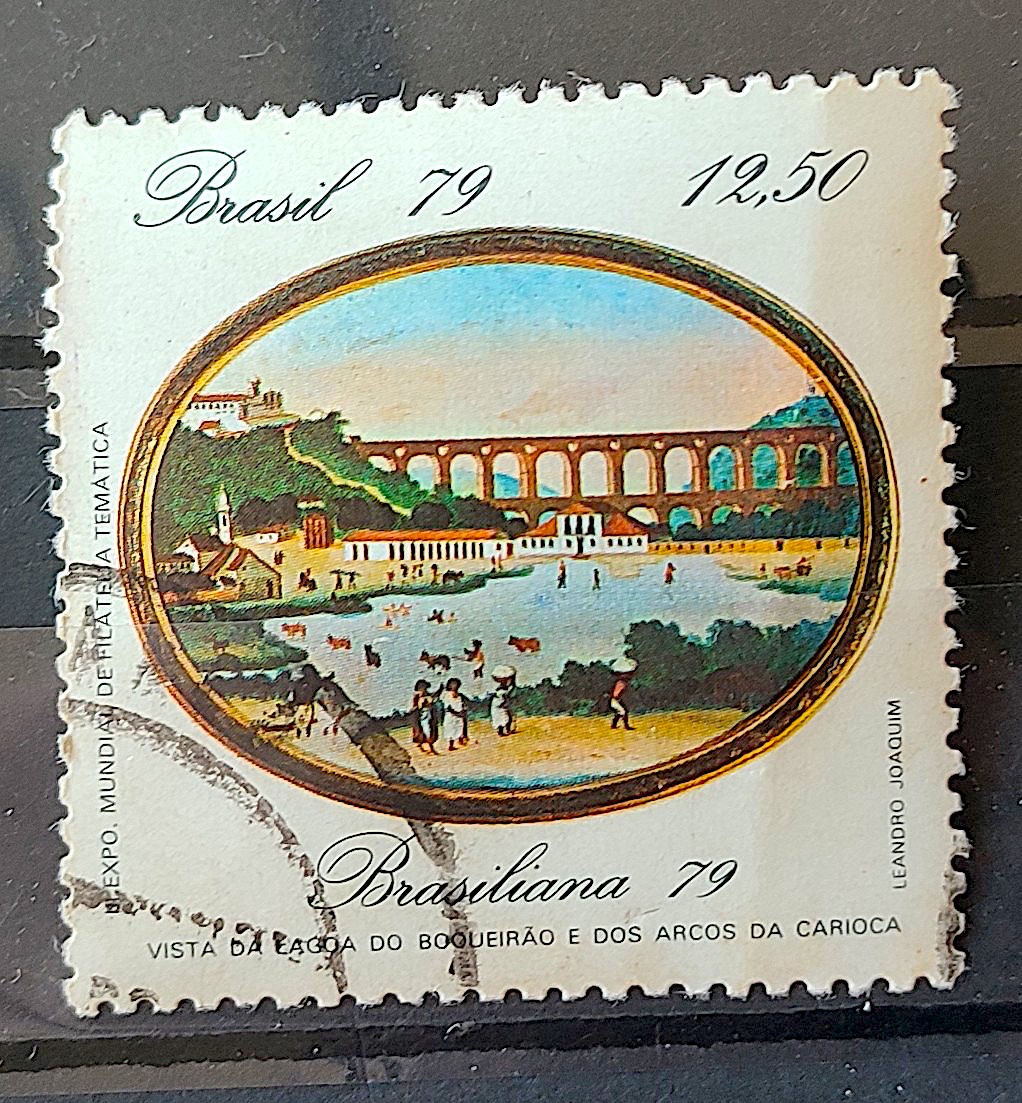 Brasil 79 12,50
EXPO. MUNDIAL DE FILATELIA TEMÁTICA
LEANDRO JOAQUIM
Brasiliana 79
VISTA DA LAGOA DO BOQUEIRÃO E DOS ARCOS DA CARIOCA